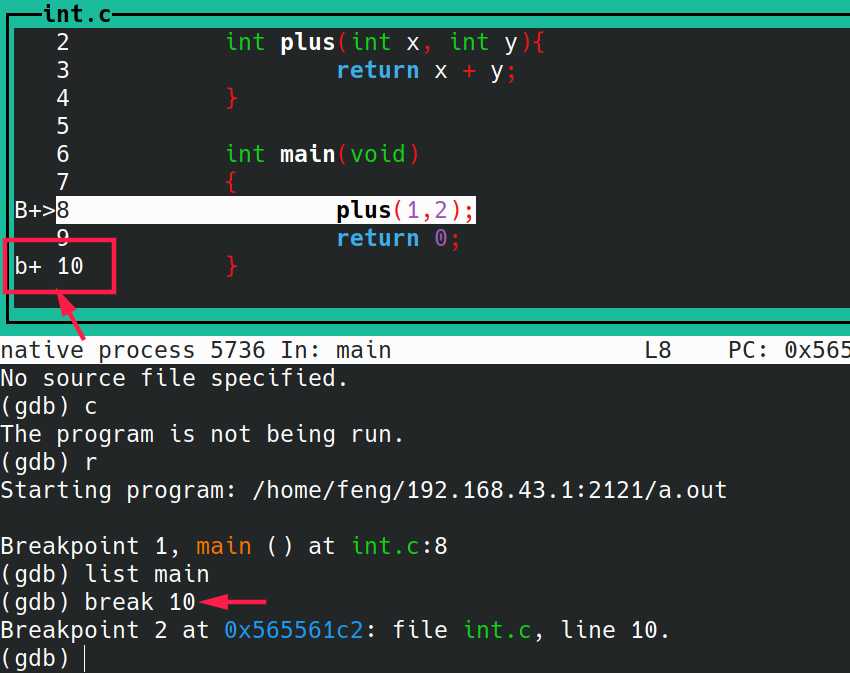 int.c
2 int plus(int x, int y){
3 return x + y;
4 }
5
6 int main(void)
7 {
B+>8 plus(1,2);
9 return 0;
b+ 10 }
native process 5736 In: main L8 PC: 0x565
No source file specified.
(gdb) c
The program is not being run.
(gdb) r
Starting program: /home/feng/192.168.43.1:2121/a.out
Breakpoint 1, main () at int.c:8
(gdb) list main
(gdb) break 10
Breakpoint 2 at 0x565561c2: file int.c, line 10.
(gdb)